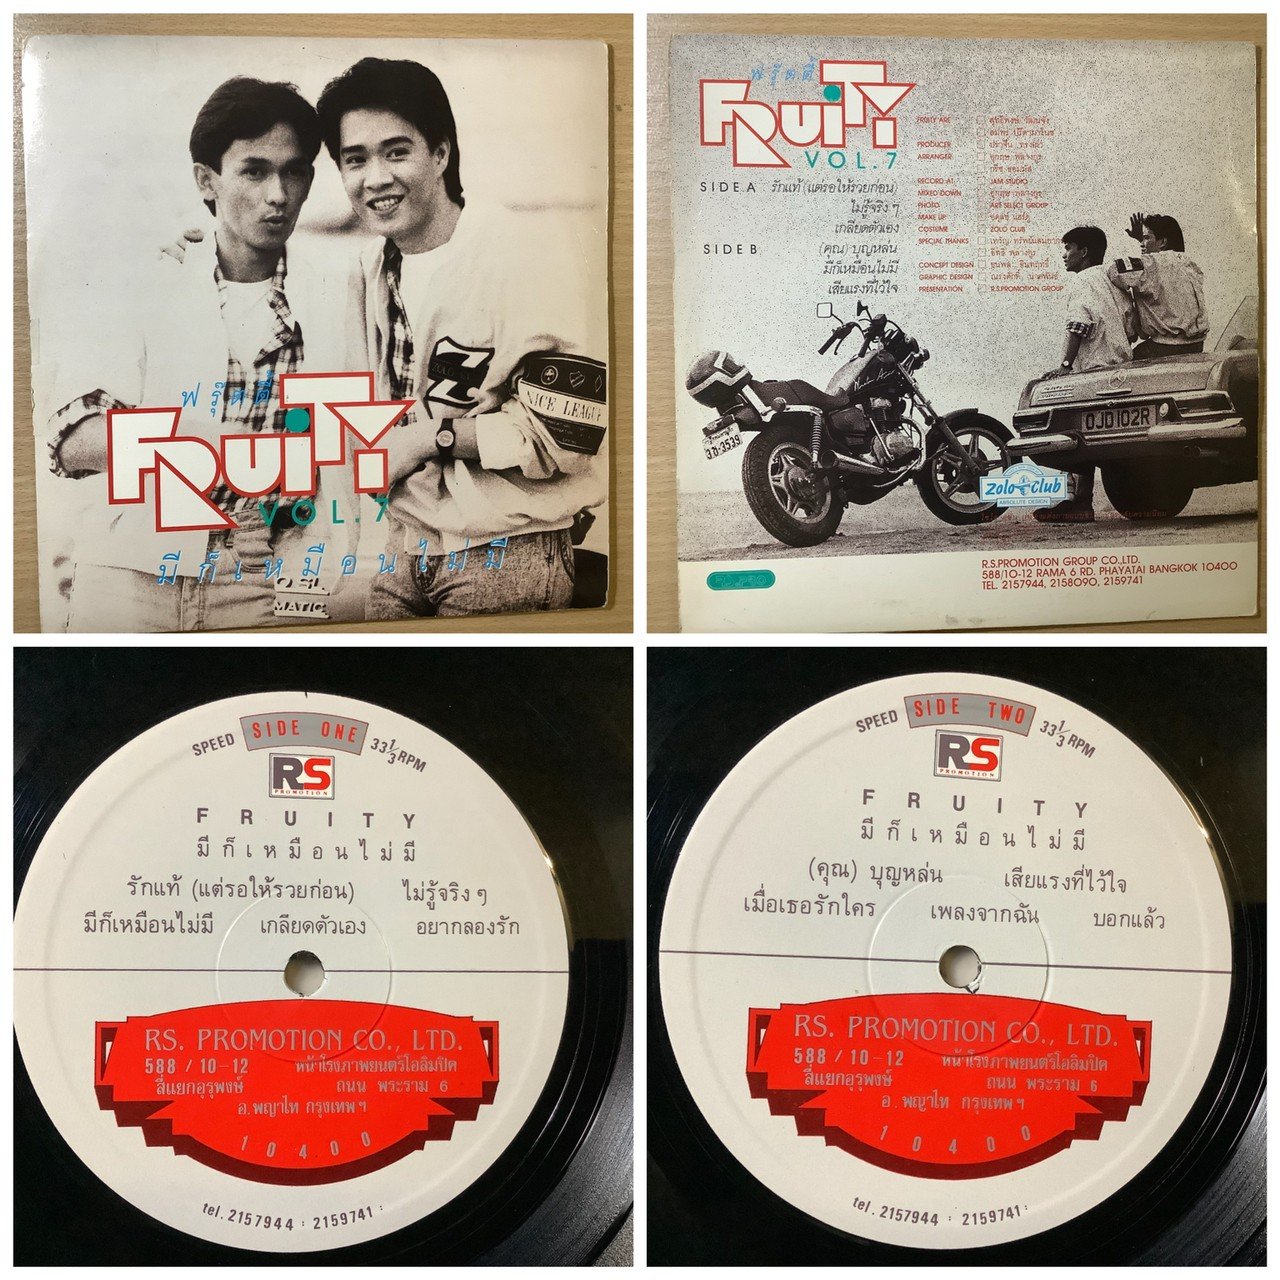 ฟรุ๊ตตี้
FRUITY
VOL.7
มีก็เหมือนไม่มี
NICE LEAGUE
MATIC
ฟรุ๊ตตี้
FRUITY
VOL.7
SIDE A รักแท้ (แต่รอให้รวยก่อน)
ไม่รู้จริง ๆ
เกลียดตัวเอง
SIDE B (คุณ) บุญหล่น
มีก็เหมือนไม่มี
เสียแรงที่ไว้ใจ
FRUITY ARE
PRODUCER
ARRANGER
RECORD AT JAM STUDIO
MIXED DOWN
PHOTO ART SELECT GROUP
MAKE UP
COSTUME ZOLO CLUB
SPECIAL THANKS
CONCEPT DESIGN
GRAPHIC DESIGN
PRESENTATION R.S.PROMOTION GROUP
OJD 102R
3539
Zolo Club
ABSOLUTE DESIGN
R.S.PROMOTION GROUP CO.,LTD.
588/10-12 RAMA 6 RD. PHAYATAI BANGKOK 10400
TEL. 2157944, 2158090, 2159741
SIDE ONE
SPEED 33 1/3 RPM
RS
PROMOTION
FRUITY
มีก็เหมือนไม่มี
รักแท้ (แต่รอให้รวยก่อน) ไม่รู้จริง ๆ
มีก็เหมือนไม่มี เกลียดตัวเอง อยากลองรัก
RS. PROMOTION CO., LTD.
588 / 10-12 หน้าโรงภาพยนตร์โอลิมปิค
สี่แยกอุรุพงษ์ ถนน พระราม 6
อ.พญาไท กรุงเทพฯ
10400
tel. 2157944 : 2159741 :
SIDE TWO
SPEED 33 1/3 RPM
RS
PROMOTION
FRUITY
มีก็เหมือนไม่มี
(คุณ) บุญหล่น เสียแรงที่ไว้ใจ
เมื่อเธอรักใคร เพลงจากฉัน บอกแล้ว
RS. PROMOTION CO., LTD.
588 / 10-12 หน้าโรงภาพยนตร์โอลิมปิค
สี่แยกอุรุพงษ์ ถนน พระราม 6
อ.พญาไท กรุงเทพฯ
10400
tel. 2157944 : 2159741 :